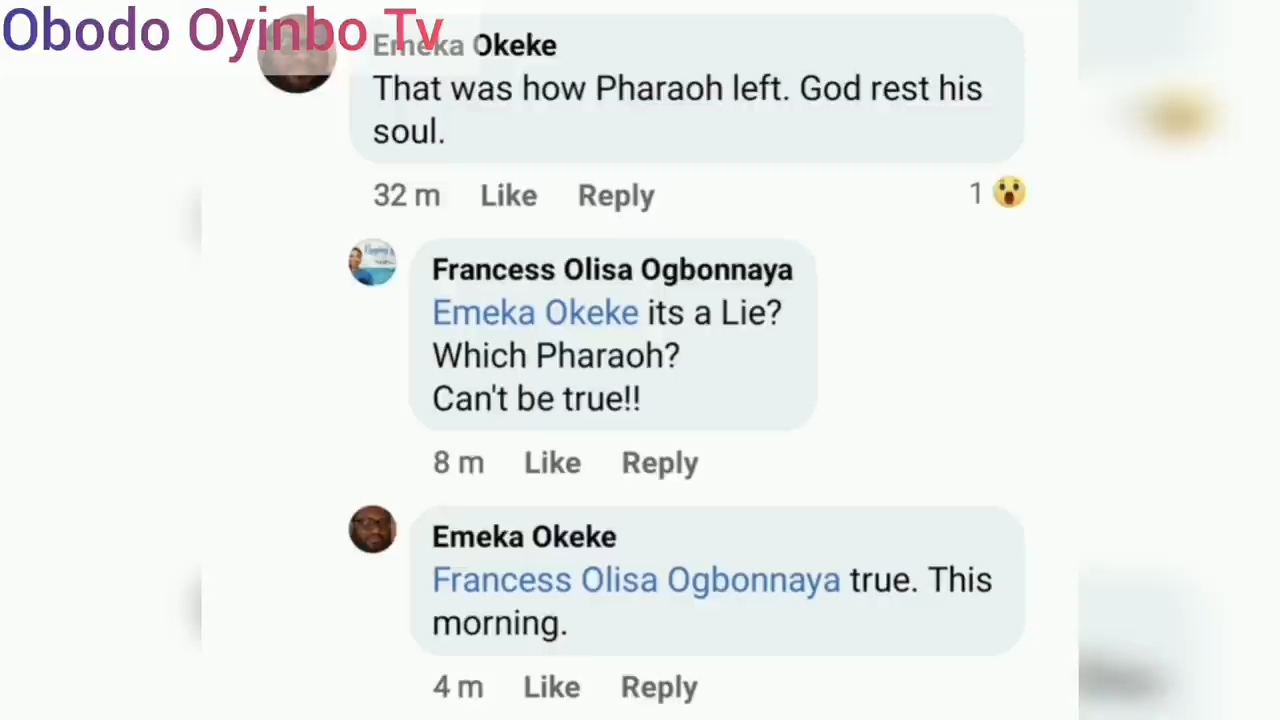 Obodo Oyinbo Tv
Emeka Okeke
That was how Pharaoh left. God rest his
soul.
32 m Like Reply 1
Francess Olisa Ogbonnaya
Emeka Okeke its a Lie?
Which Pharaoh?
Can't be true!!
8 m Like Reply
Emeka Okeke
Francess Olisa Ogbonnaya true. This
morning.
4 m Like Reply